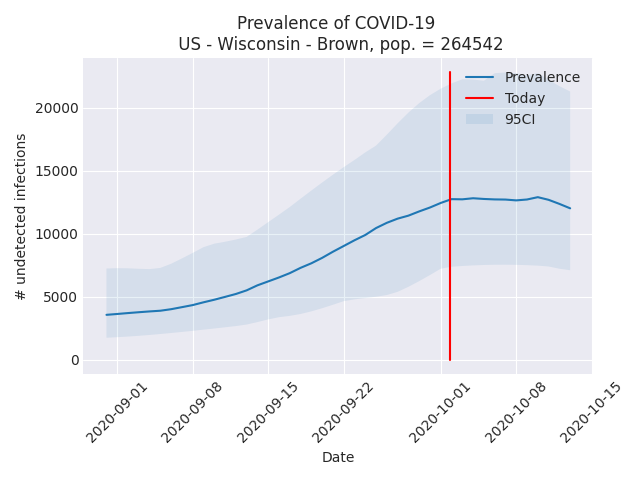 Prevalence of COVID-19
US - Wisconsin - Brown, pop. = 264542
Prevalence
Today
95CI
# undetected infections
20000
15000
10000
5000
0
2020-09-01
2020-09-08
2020-09-15
2020-09-22
2020-10-01
2020-10-08
2020-10-15
Date